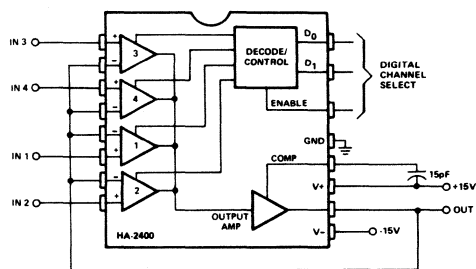 IN 3
IN 4
IN 1
IN 2
+
-
3
+
-
4
-
+
1
-
+
2
DECODE/
CONTROL
D0
D1
ENABLE
DIGITAL
CHANNEL
SELECT
GND
COMP
15pF
V+
+15V
OUTPUT
AMP
OUT
V-
-15V
HA-2400